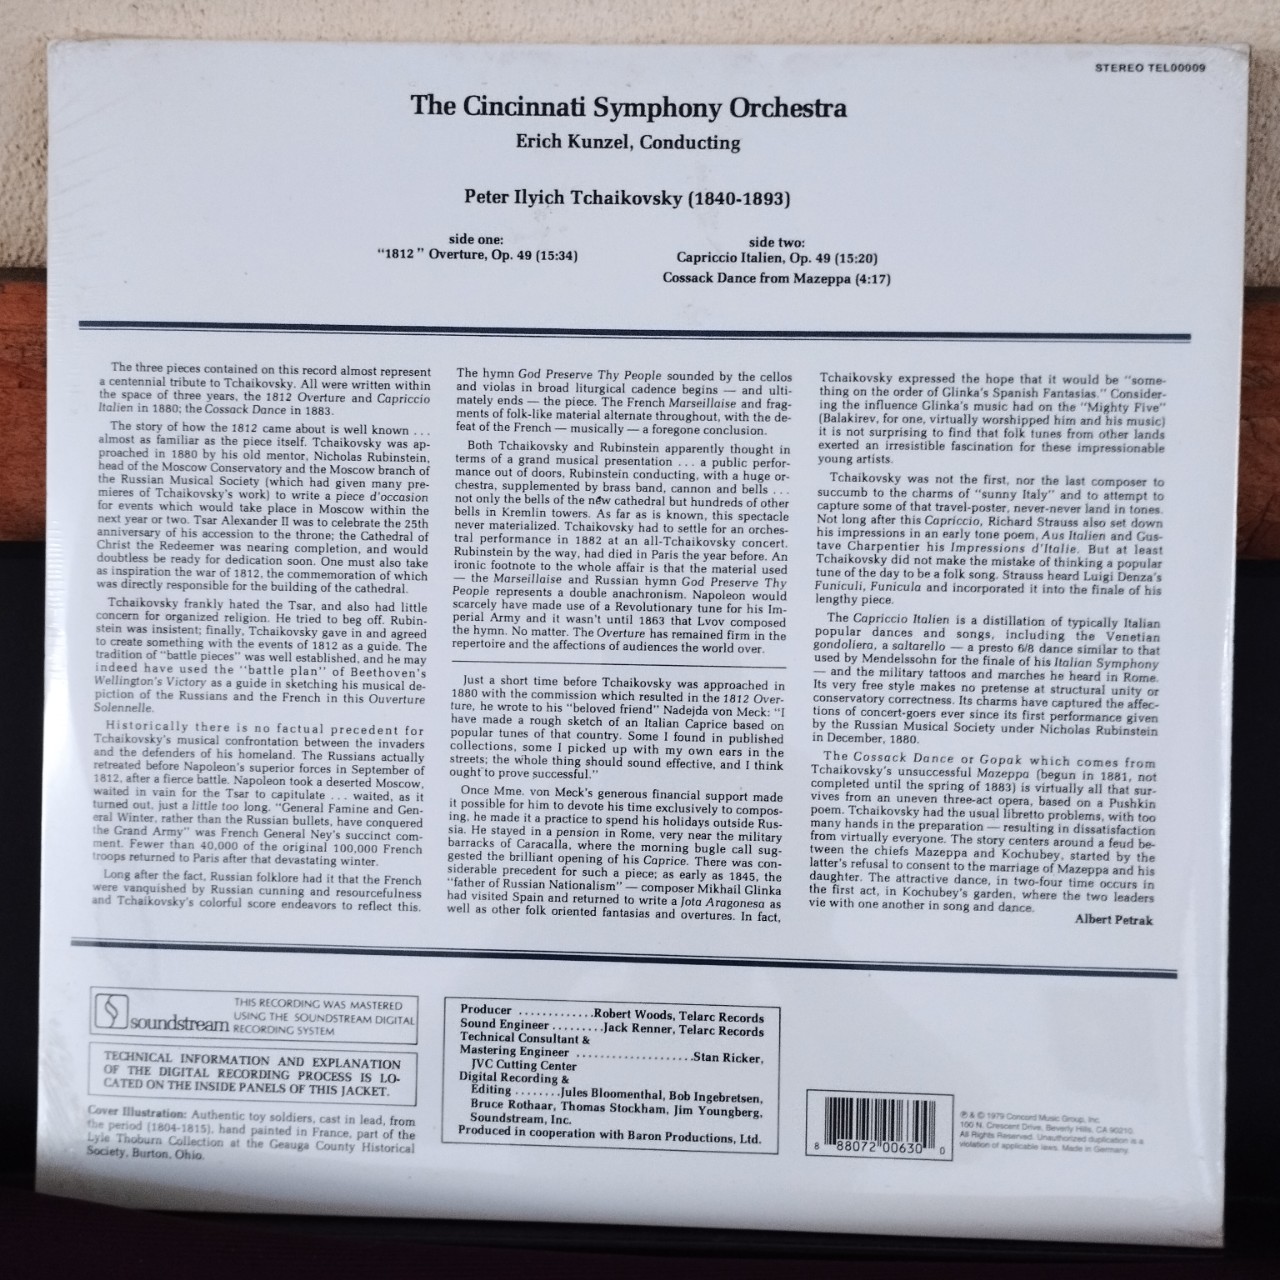 STEREO TEL00009
The Cincinnati Symphony Orchestra
Erich Kunzel, Conducting
Peter Ilyich Tchaikovsky (1840-1893)
side one:
"1812 " Overture, Op. 49 (15:34)
side two:
Capriccio Italien, Op. 49 (15:20)
Cossack Dance from Mazeppa (4:17)
The three pieces contained on this record almost represent
a centennial tribute to Tchaikovsky. All were written within
the space of three years, the 1812 Overture and Capriccio
Italien in 1880; the Cossack Dance in 1883.
The story of how the 1812 came about is well known . . .
almost as familiar as the piece itself. Tchaikovsky was ap-
proached in 1880 by his old mentor, Nicholas Rubinstein,
head of the Moscow Conservatory and the Moscow branch of
the Russian Musical Society (which had given many pre-
mieres of Tchaikovsky's work) to write a piece d'occasion
for events which would take place in Moscow within the
next year or two. Tsar Alexander II was to celebrate the 25th
anniversary of his accession to the throne; the Cathedral of
Christ the Redeemer was nearing completion, and would
doubtless be ready for dedication soon. One must also take
as inspiration the war of 1812, the commemoration of which
was directly responsible for the building of the cathedral.
Tchaikovsky frankly hated the Tsar, and also had little
concern for organized religion. He tried to beg off. Rubin-
stein was insistent; finally, Tchaikovsky gave in and agreed
to create something with the events of 1812 as a guide. The
tradition of "battle pieces" was well established, and he may
indeed have used the "battle plan" of Beethoven's
Wellington's Victory as a guide in sketching his musical de-
piction of the Russians and the French in this Ouverture
Solennelle.
Historically there is no factual precedent for
Tchaikovsky's musical confrontation between the invaders
and the defenders of his homeland. The Russians actually
retreated before Napoleon's superior forces in September of
1812, after a fierce battle. Napoleon took a deserted Moscow,
waited in vain for the Tsar to capitulate . . . waited, as it
turned out, just a little too long. "General Famine and Gen-
eral Winter, rather than the Russian bullets, have conquered
the Grand Army" was French General Ney's succinct com-
ment. Fewer than 40,000 of the original 100,000 French
troops returned to Paris after that devastating winter.
Long after the fact, Russian folklore had it that the French
were vanquished by Russian cunning and resourcefulness
and Tchaikovsky's colorful score endeavors to reflect this.
The hymn God Preserve Thy People sounded by the cellos
and violas in broad liturgical cadence begins — and ulti-
mately ends — the piece. The French Marseillaise and frag-
ments of folk-like material alternate throughout, with the de-
feat of the French — musically — a foregone conclusion.
Both Tchaikovsky and Rubinstein apparently thought in
terms of a grand musical presentation . . . a public perfor-
mance out of doors, Rubinstein conducting, with a huge or-
chestra, supplemented by brass band, cannon and bells . . .
not only the bells of the new cathedral but hundreds of other
bells in Kremlin towers. As far as is known, this spectacle
never materialized. Tchaikovsky had to settle for an orches-
tral performance in 1882 at an all-Tchaikovsky concert.
Rubinstein by the way, had died in Paris the year before. An
ironic footnote to the whole affair is that the material used
— the Marseillaise and Russian hymn God Preserve Thy
People represents a double anachronism. Napoleon would
scarcely have made use of a Revolutionary tune for his Im-
perial Army and it wasn't until 1863 that Lvov composed
the hymn. No matter. The Overture has remained firm in the
repertoire and the affections of audiences the world over.
Just a short time before Tchaikovsky was approached in
1880 with the commission which resulted in the 1812 Over-
ture, he wrote to his "beloved friend" Nadejda von Meck: "I
have made a rough sketch of an Italian Caprice based on
popular tunes of that country. Some I found in published
collections, some I picked up with my own ears in the
streets; the whole thing should sound effective, and I think
ought to prove successful."
Once Mme. von Meck's generous financial support made
it possible for him to devote his time exclusively to compos-
ing, he made it a practice to spend his holidays outside Rus-
sia. He stayed in a pension in Rome, very near the military
barracks of Caracalla, where the morning bugle call sug-
gested the brilliant opening of his Caprice. There was con-
siderable precedent for such a piece; as early as 1845, the
"father of Russian Nationalism" — composer Mikhail Glinka
had visited Spain and returned to write a Jota Aragonesa as
well as other folk oriented fantasias and overtures. In fact,
Tchaikovsky expressed the hope that it would be "some-
thing on the order of Glinka's Spanish Fantasias." Consider-
ing the influence Glinka's music had on the "Mighty Five"
(Balakirev, for one, virtually worshipped him and his music)
it is not surprising to find that folk tunes from other lands
exerted an irresistible fascination for these impressionable
young artists.
Tchaikovsky was not the first, nor the last composer to
succumb to the charms of "sunny Italy" and to attempt to
capture some of that travel-poster, never-never land in tones.
Not long after this Capriccio, Richard Strauss also set down
his impressions in an early tone poem, Aus Italien and Gus-
tave Charpentier his Impressions d'Italie. But at least
Tchaikovsky did not make the mistake of thinking a popular
tune of the day to be a folk song. Strauss heard Luigi Denza's
Funiculi, Funicula and incorporated it into the finale of his
lengthy piece.
The Capriccio Italien is a distillation of typically Italian
popular dances and songs, including the Venetian
gondoliera, a saltarello — a presto 6/8 dance similar to that
used by Mendelssohn for the finale of his Italian Symphony
— and the military tattoos and marches he heard in Rome.
Its very free style makes no pretense at structural unity or
conservatory correctness. Its charms have captured the affec-
tions of concert-goers ever since its first performance given
by the Russian Musical Society under Nicholas Rubinstein
in December, 1880.
The Cossack Dance or Gopak which comes from
Tchaikovsky's unsuccessful Mazeppa (begun in 1881, not
completed until the spring of 1883) is virtually all that sur-
vives from an uneven three-act opera, based on a Pushkin
poem. Tchaikovsky had the usual libretto problems, with too
many hands in the preparation — resulting in dissatisfaction
from virtually everyone. The story centers around a feud be-
tween the chiefs Mazeppa and Kochubey, started by the
latter's refusal to consent to the marriage of Mazeppa and his
daughter. The attractive dance, in two-four time occurs in
the first act, in Kochubey's garden, where the two leaders
vie with one another in song and dance.
Albert Petrak
soundstream
THIS RECORDING WAS MASTERED
USING THE SOUNDSTREAM DIGITAL
RECORDING SYSTEM
TECHNICAL INFORMATION AND EXPLANATION
OF THE DIGITAL RECORDING PROCESS IS LO-
CATED ON THE INSIDE PANELS OF THIS JACKET.
Cover Illustration: Authentic toy soldiers, cast in lead, from
the period (1804-1815), hand painted in France, part of the
Lyle Thoburn Collection at the Geauga County Historical
Society, Burton, Ohio.
Producer ............Robert Woods, Telarc Records
Sound Engineer .........Jack Renner, Telarc Records
Technical Consultant &
Mastering Engineer ....................Stan Ricker,
JVC Cutting Center
Digital Recording &
Editing ........Jules Bloomenthal, Bob Ingebretsen,
Bruce Rothaar, Thomas Stockham, Jim Youngberg,
Soundstream, Inc.
Produced in cooperation with Baron Productions, Ltd.
8 88072 00630 0
℗ & © 1979 Concord Music Group, Inc.
100 N. Crescent Drive, Beverly Hills, CA 90210.
All Rights Reserved. Unauthorized duplication is a
violation of applicable laws. Made in Germany.